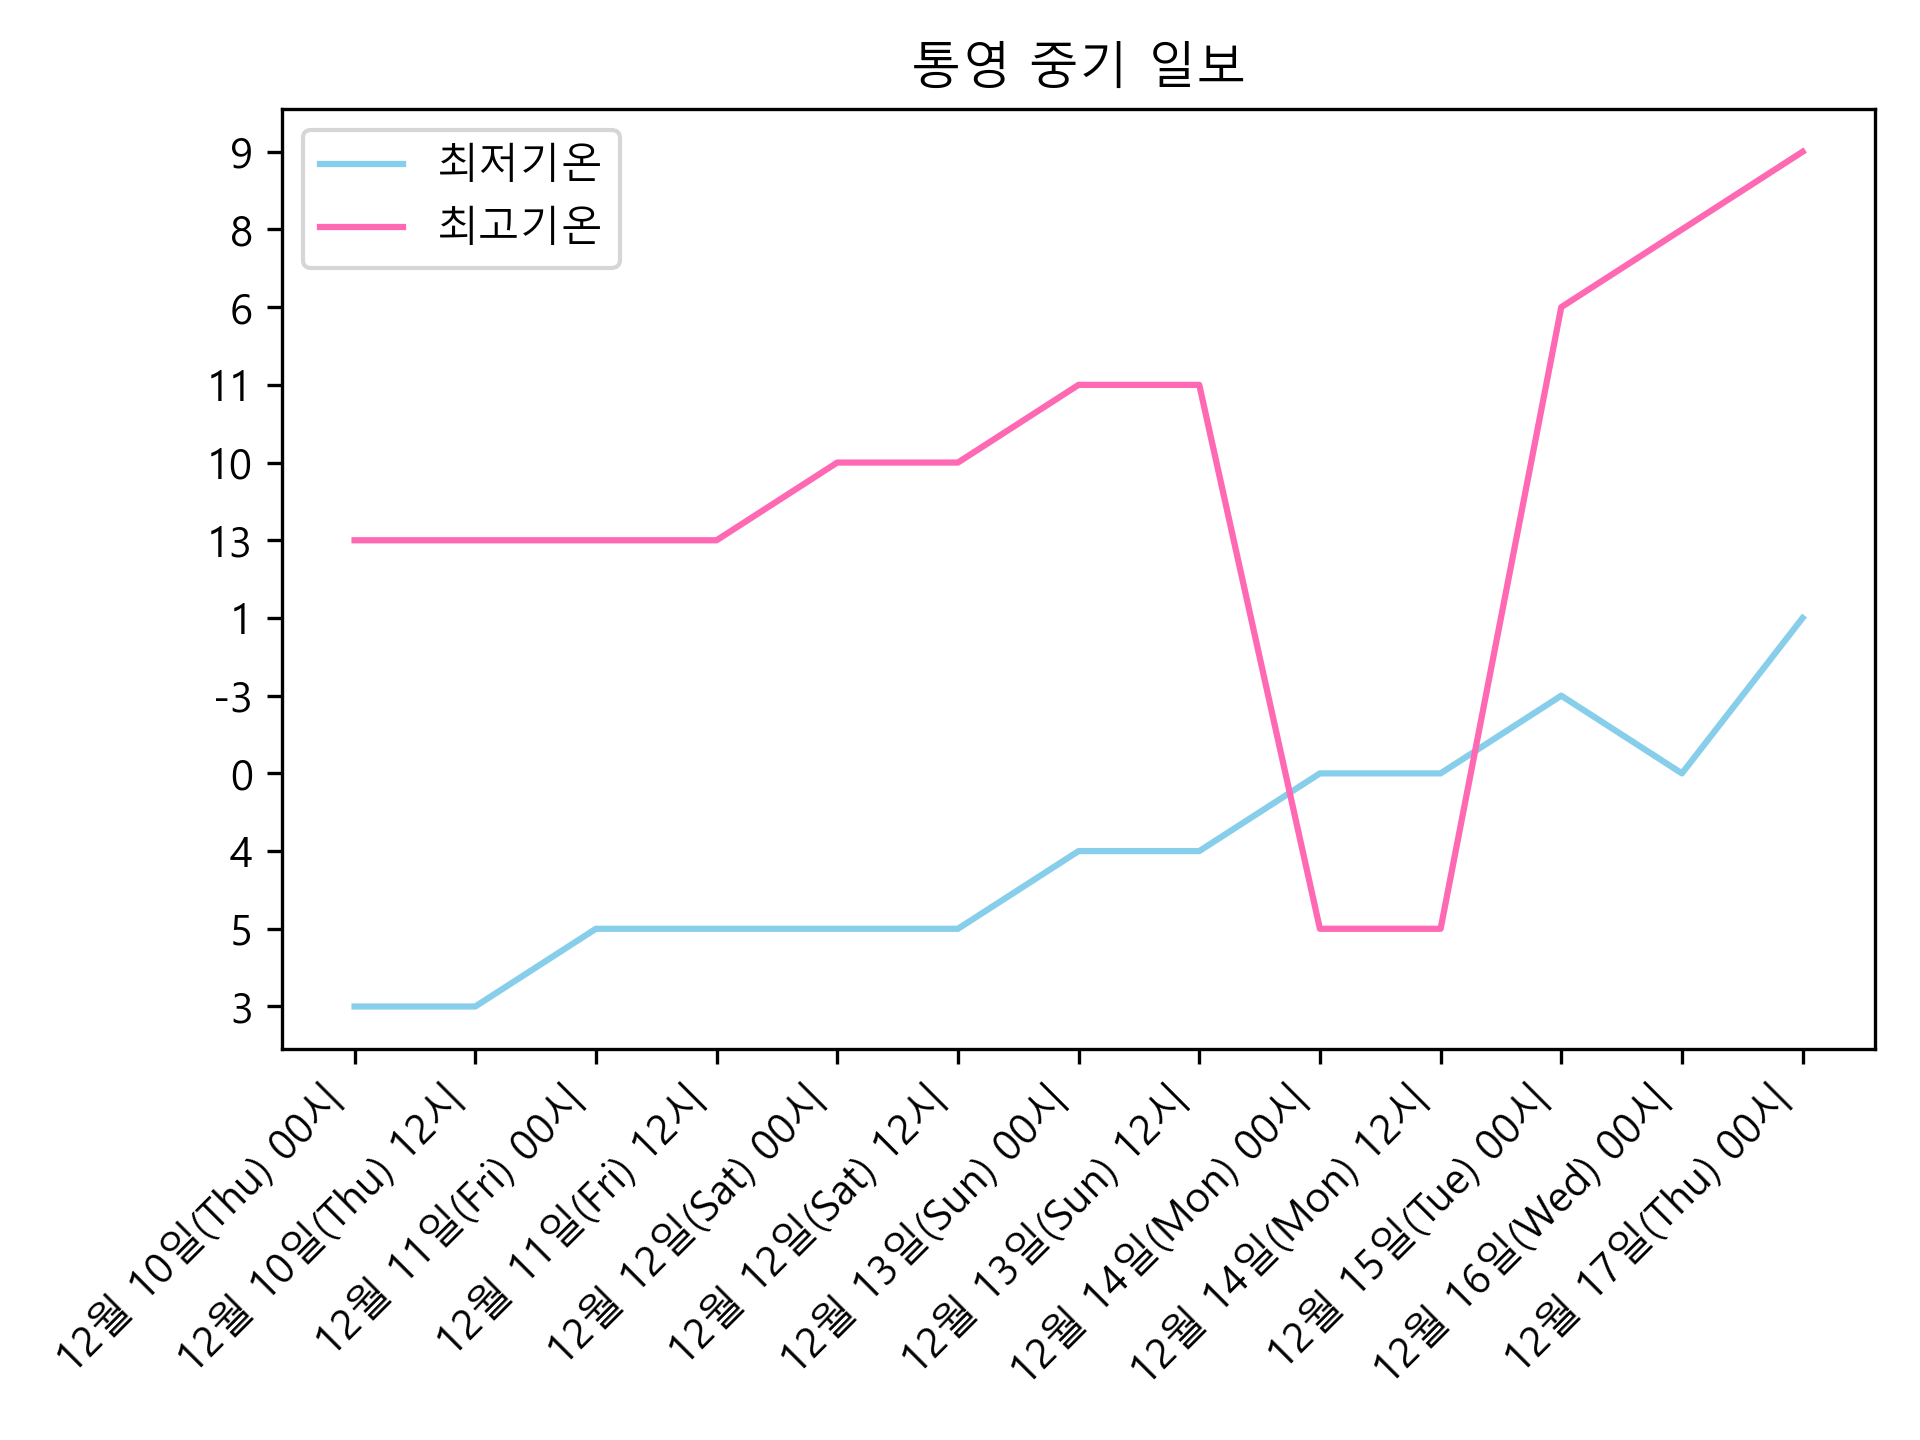 통영 중기 일보
최저기온
최고기온
9
8
6
11
10
13
1
-3
0
4
5
3
12월 10일(Thu) 00시
12월 10일(Thu) 12시
12월 11일(Fri) 00시
12월 11일(Fri) 12시
12월 12일(Sat) 00시
12월 12일(Sat) 12시
12월 13일(Sun) 00시
12월 13일(Sun) 12시
12월 14일(Mon) 00시
12월 14일(Mon) 12시
12월 15일(Tue) 00시
12월 16일(Wed) 00시
12월 17일(Thu) 00시